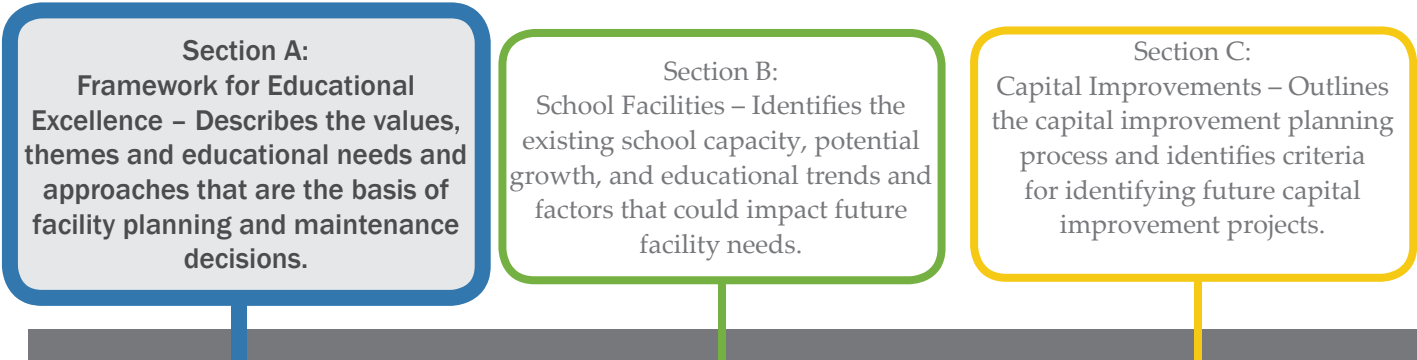 Section A:
Framework for Educational
Excellence – Describes the values,
themes and educational needs and
approaches that are the basis of
facility planning and maintenance
decisions.
Section B:
School Facilities – Identifies the
existing school capacity, potential
growth, and educational trends and
factors that could impact future
facility needs.
Section C:
Capital Improvements – Outlines
the capital improvement planning
process and identifies criteria
for identifying future capital
improvement projects.